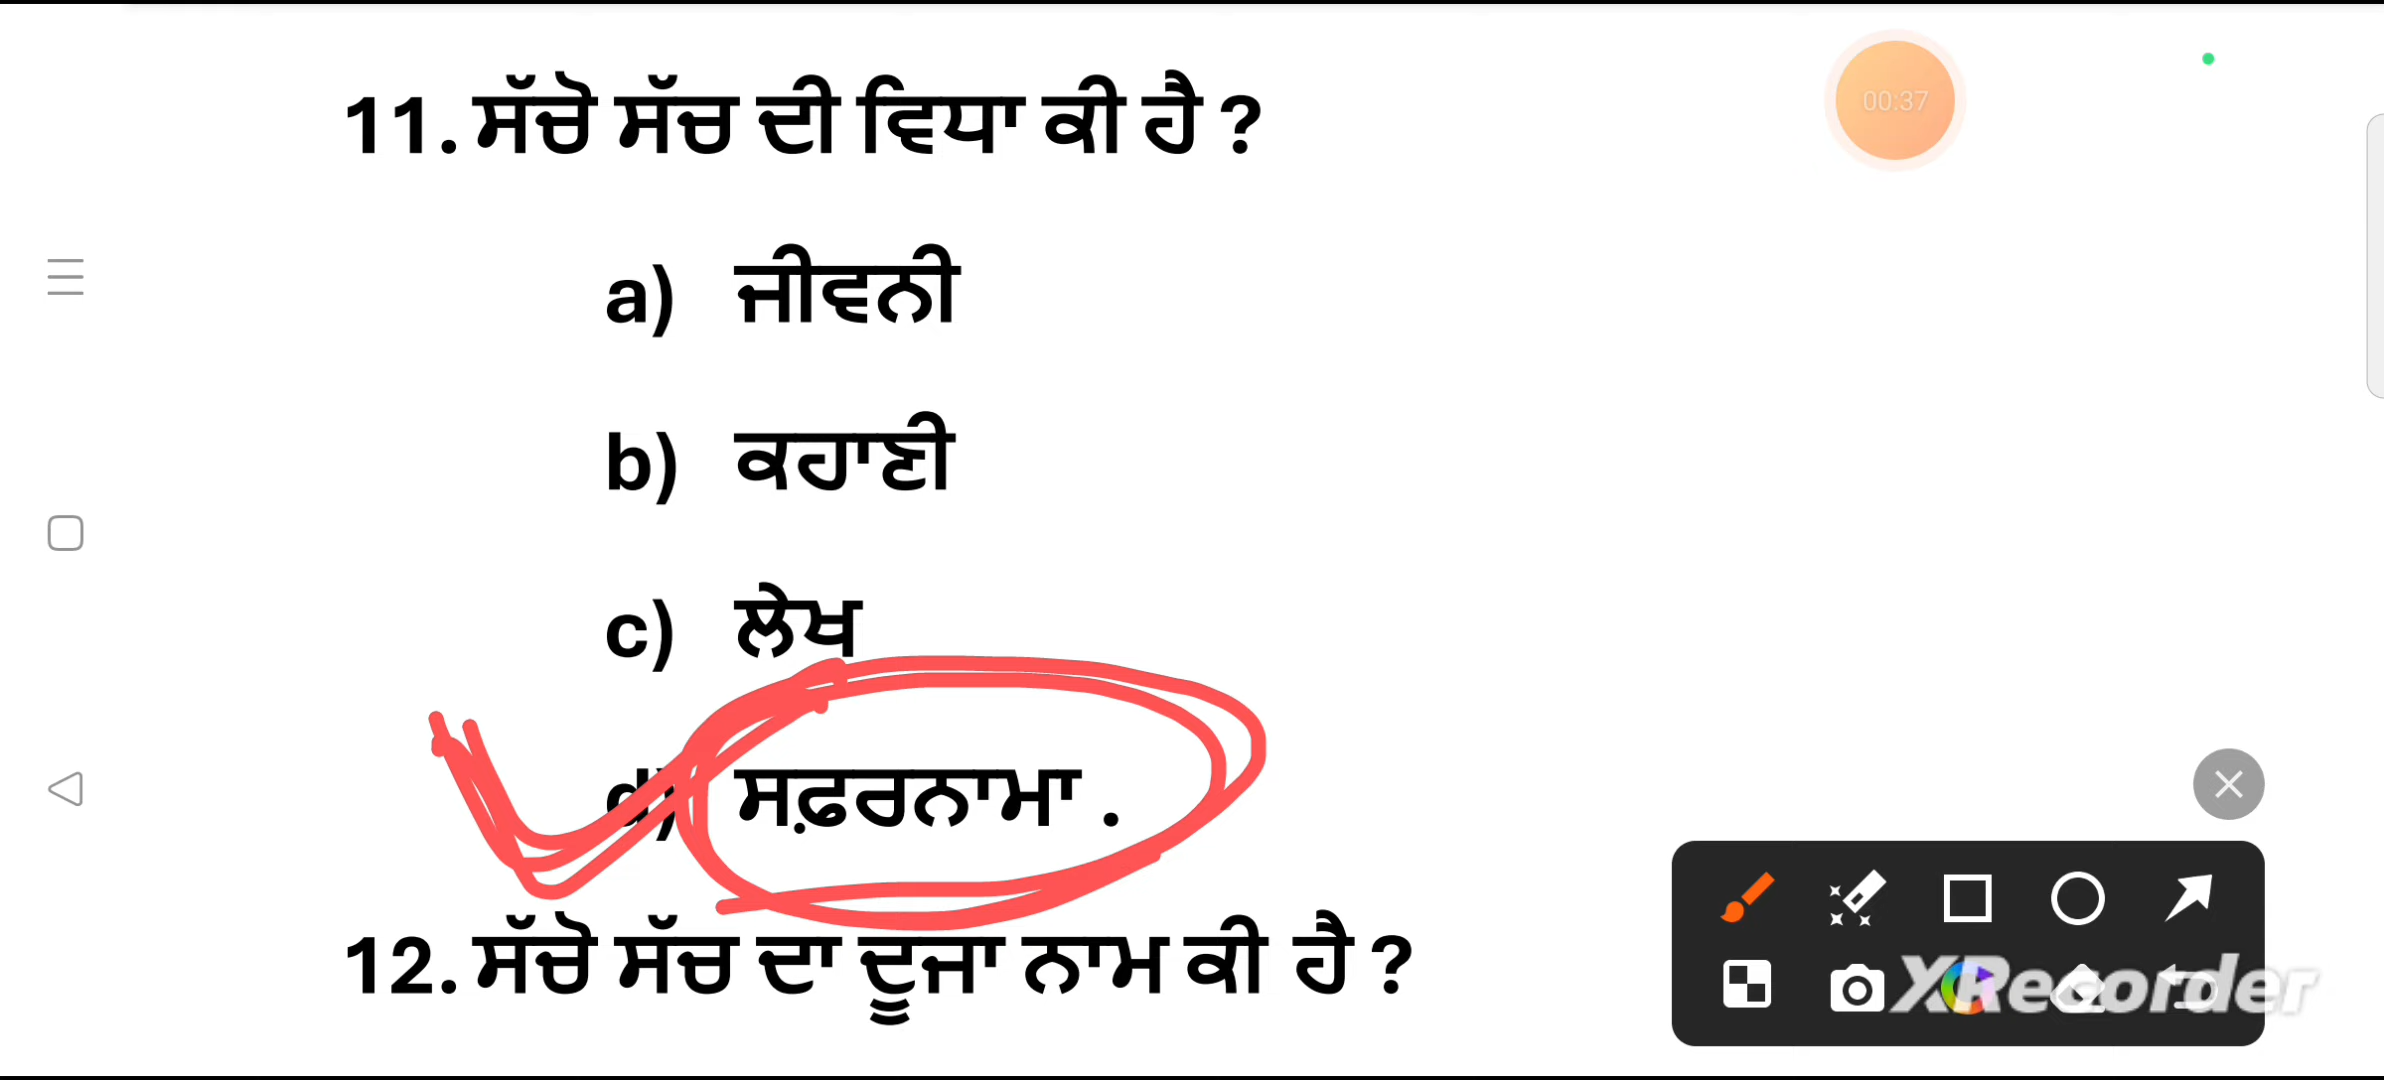 11. ਸੱਚੋ ਸੱਚ ਦੀ ਵਿਧਾ ਕੀ ਹੈ ?
00:37
a) ਜੀਵਨੀ
b) ਕਹਾਣੀ
c) ਲੇਖ
d) ਸਫ਼ਰਨਾਮਾ .
12. ਸੱਚੋ ਸੱਚ ਦਾ ਦੂਜਾ ਨਾਮ ਕੀ ਹੈ ?
XRecorder